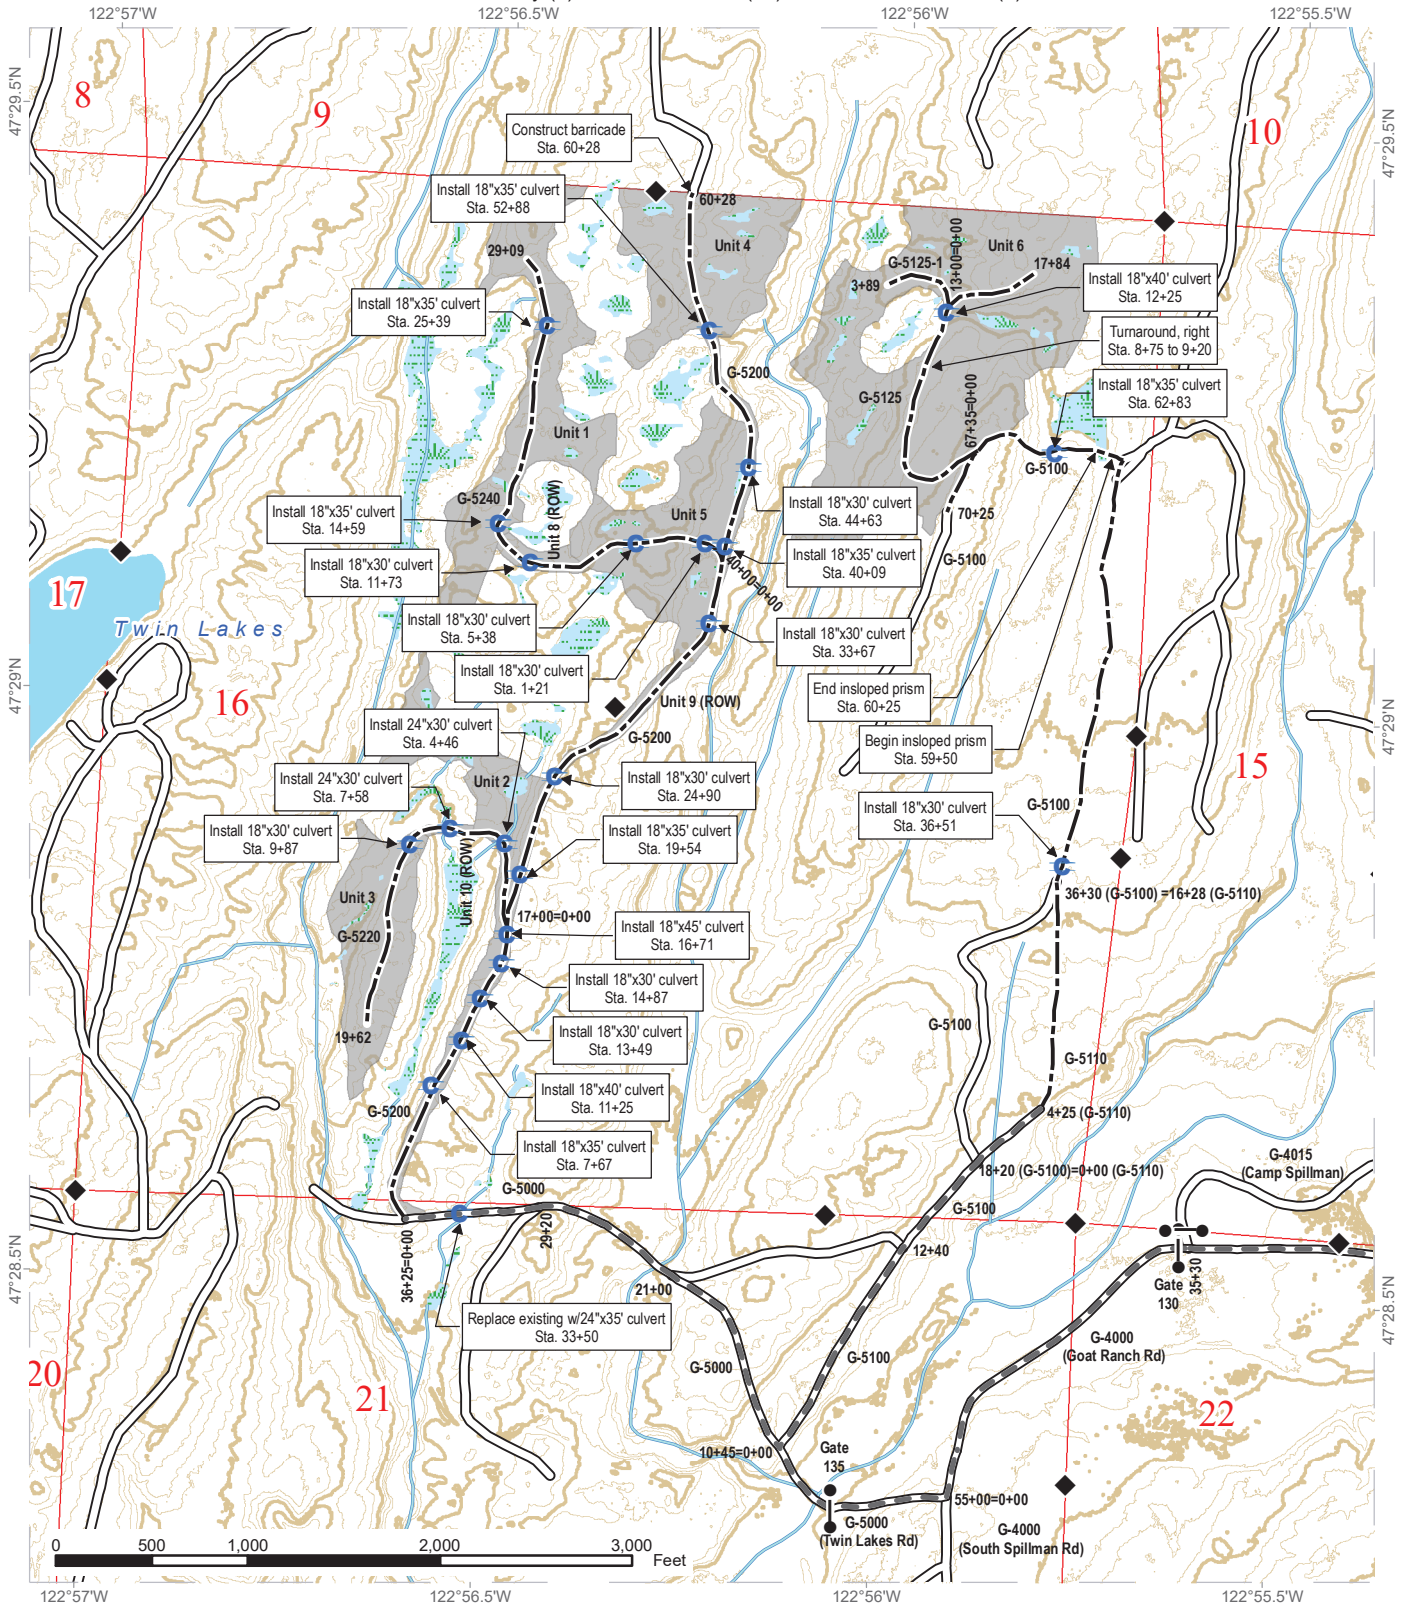 122°57'W
122°56.5'W
122°56'W
122°55.5'W
47°29.5'N
47°29.5'N
8
9
10
Construct barricade
Sta. 60+28
Install 18"x35' culvert
Sta. 52+88
60+28
Unit 4
29+09
Unit 6
G-5125-1
13+00=0+00
17+84
3+89
Install 18"x40' culvert
Sta. 12+25
Install 18"x35' culvert
Sta. 25+39
Turnaround, right
Sta. 8+75 to 9+20
G-5200
Install 18"x35' culvert
Sta. 62+83
G-5125
67+35=0+00
Unit 1
G-5100
G-5240
Unit 8 (ROW)
Install 18"x35' culvert
Sta. 14+59
Unit 5
Install 18"x30' culvert
Sta. 44+63
70+25
Install 18"x30' culvert
Sta. 11+73
Install 18"x35' culvert
Sta. 40+09
G-5100
40+00=0+00
17
Twin Lakes
Install 18"x30' culvert
Sta. 5+38
Install 18"x30' culvert
Sta. 33+67
Install 18"x30' culvert
Sta. 1+21
47°29'N
47°29'N
16
Unit 9 (ROW)
End insloped prism
Sta. 60+25
Install 24"x30' culvert
Sta. 4+46
G-5200
Begin insloped prism
Sta. 59+50
15
Install 24"x30' culvert
Sta. 7+58
Unit 2
Install 18"x30' culvert
Sta. 24+90
G-5100
Install 18"x30' culvert
Sta. 36+51
Install 18"x30' culvert
Sta. 9+87
Install 18"x35' culvert
Sta. 19+54
Unit 10 (ROW)
Unit 3
36+30 (G-5100) =16+28 (G-5110)
17+00=0+00
G-5220
Install 18"x45' culvert
Sta. 16+71
Install 18"x30' culvert
Sta. 14+87
G-5100
19+62
Install 18"x30' culvert
Sta. 13+49
G-5110
Install 18"x40' culvert
Sta. 11+25
G-5200
4+25 (G-5110)
Install 18"x35' culvert
Sta. 7+67
18+20 (G-5100)=0+00 (G-5110)
G-4015
(Camp Spillman)
G-5000
G-5100
29+20
36+25=0+00
12+40
47°28.5'N
47°28.5'N
21+00
Gate
130
35+30
Replace existing w/24"x35' culvert
Sta. 33+50
G-4000
(Goat Ranch Rd)
G-5000
G-5100
20
21
22
10+45=0+00
Gate
135
55+00=0+00
G-5000
(Twin Lakes Rd)
G-4000
(South Spillman Rd)
0
500
1,000
2,000
3,000
Feet
122°57'W
122°56.5'W
122°56'W
122°55.5'W